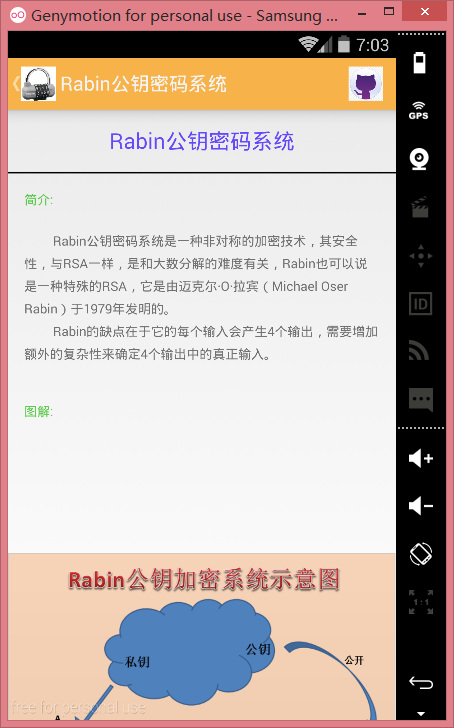 Genymotion for personal use - Samsung ...
7:03
Rabin公钥密码系统
GPS
Rabin公钥密码系统
简介:
Rabin公钥密码系统是一种非对称的加密技术，其安全
性，与RSA一样，是和大数分解的难度有关，Rabin也可以说
是一种特殊的RSA，它是由迈克尔·O·拉宾（Michael Oser
Rabin）于1979年发明的。
Rabin的缺点在于它的每个输入会产生4个输出，需要增加
额外的复杂性来确定4个输出中的真正输入。
ID
图解:
Rabin公钥加密系统示意图
1:1
公钥
私钥
公开
A
free for personal use